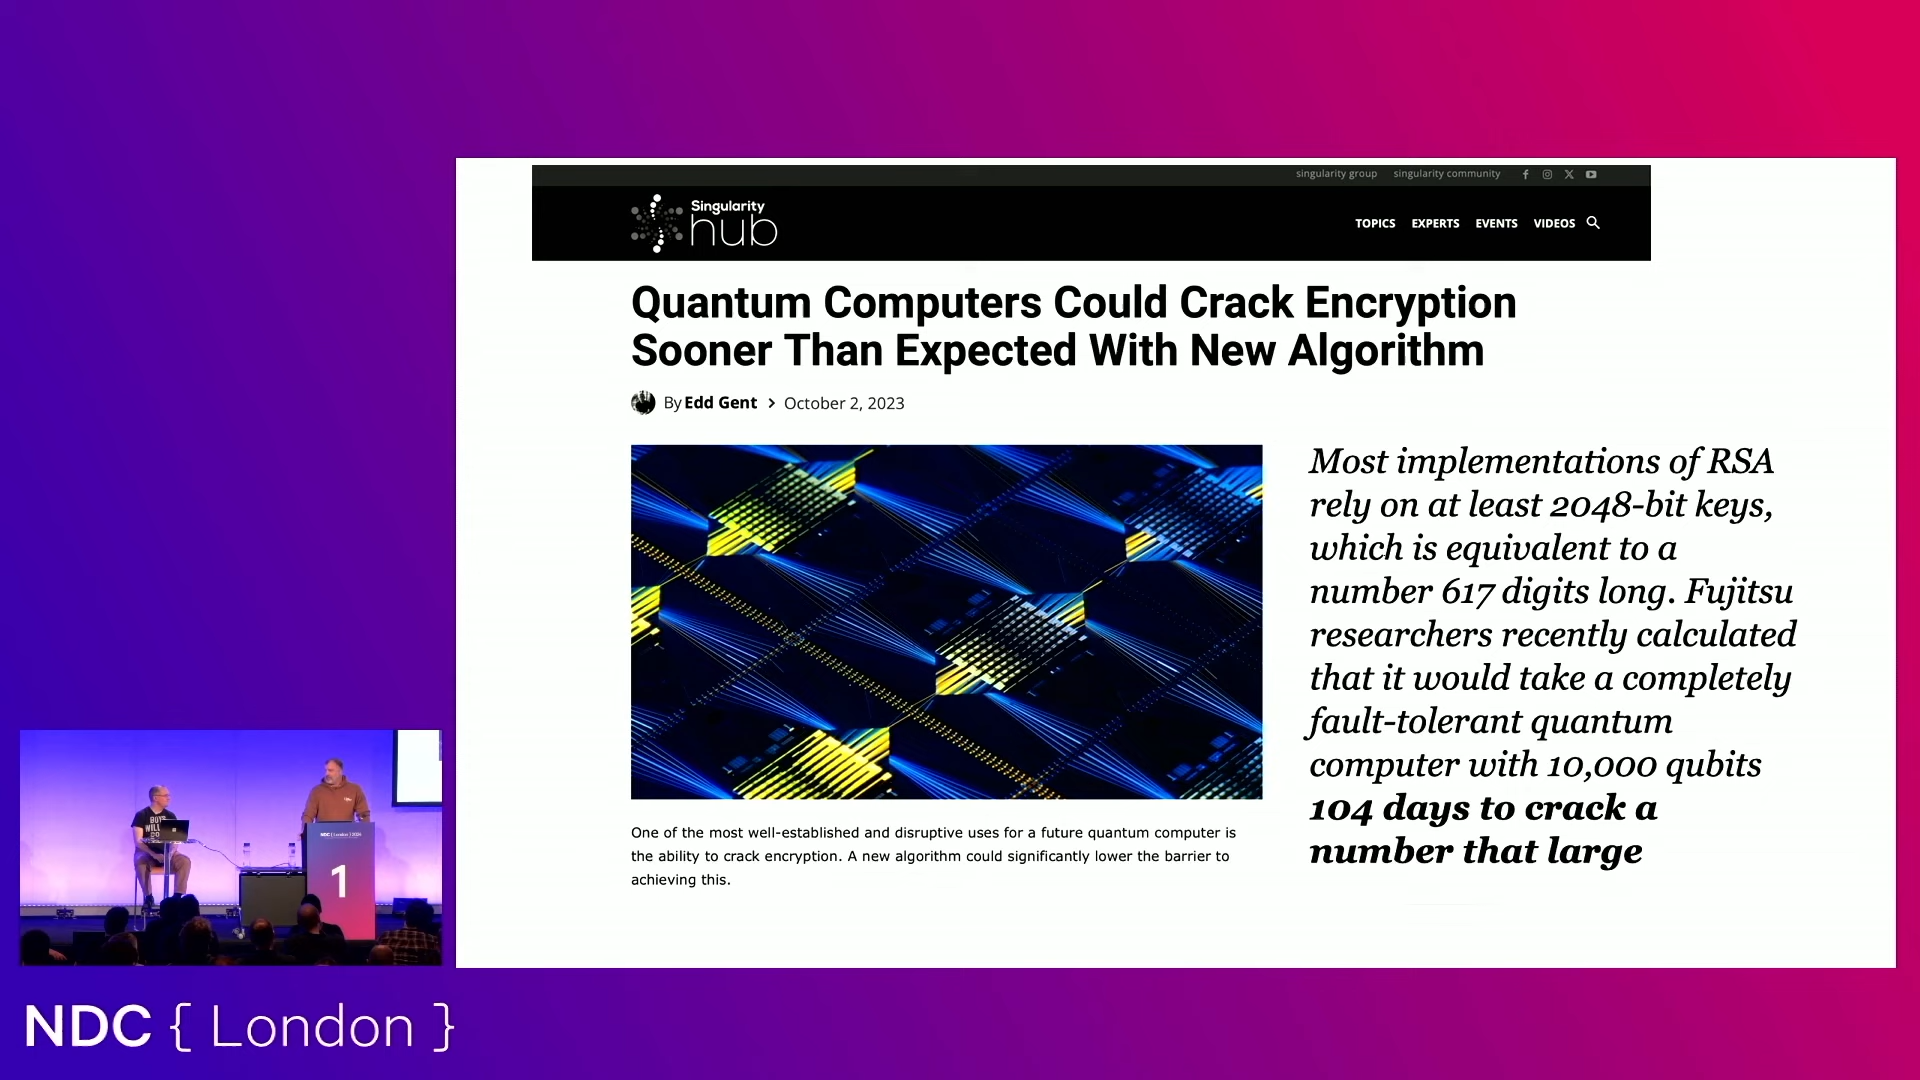 singularity group singularity community
Singularity
hub
TOPICS EXPERTS EVENTS VIDEOS
Quantum Computers Could Crack Encryption
Sooner Than Expected With New Algorithm
By Edd Gent > October 2, 2023
Most implementations of RSA
rely on at least 2048-bit keys,
which is equivalent to a
number 617 digits long. Fujitsu
researchers recently calculated
that it would take a completely
fault-tolerant quantum
computer with 10,000 qubits
104 days to crack a
number that large
One of the most well-established and disruptive uses for a future quantum computer is
the ability to crack encryption. A new algorithm could significantly lower the barrier to
achieving this.
NDC { London }
1
NDC { London }